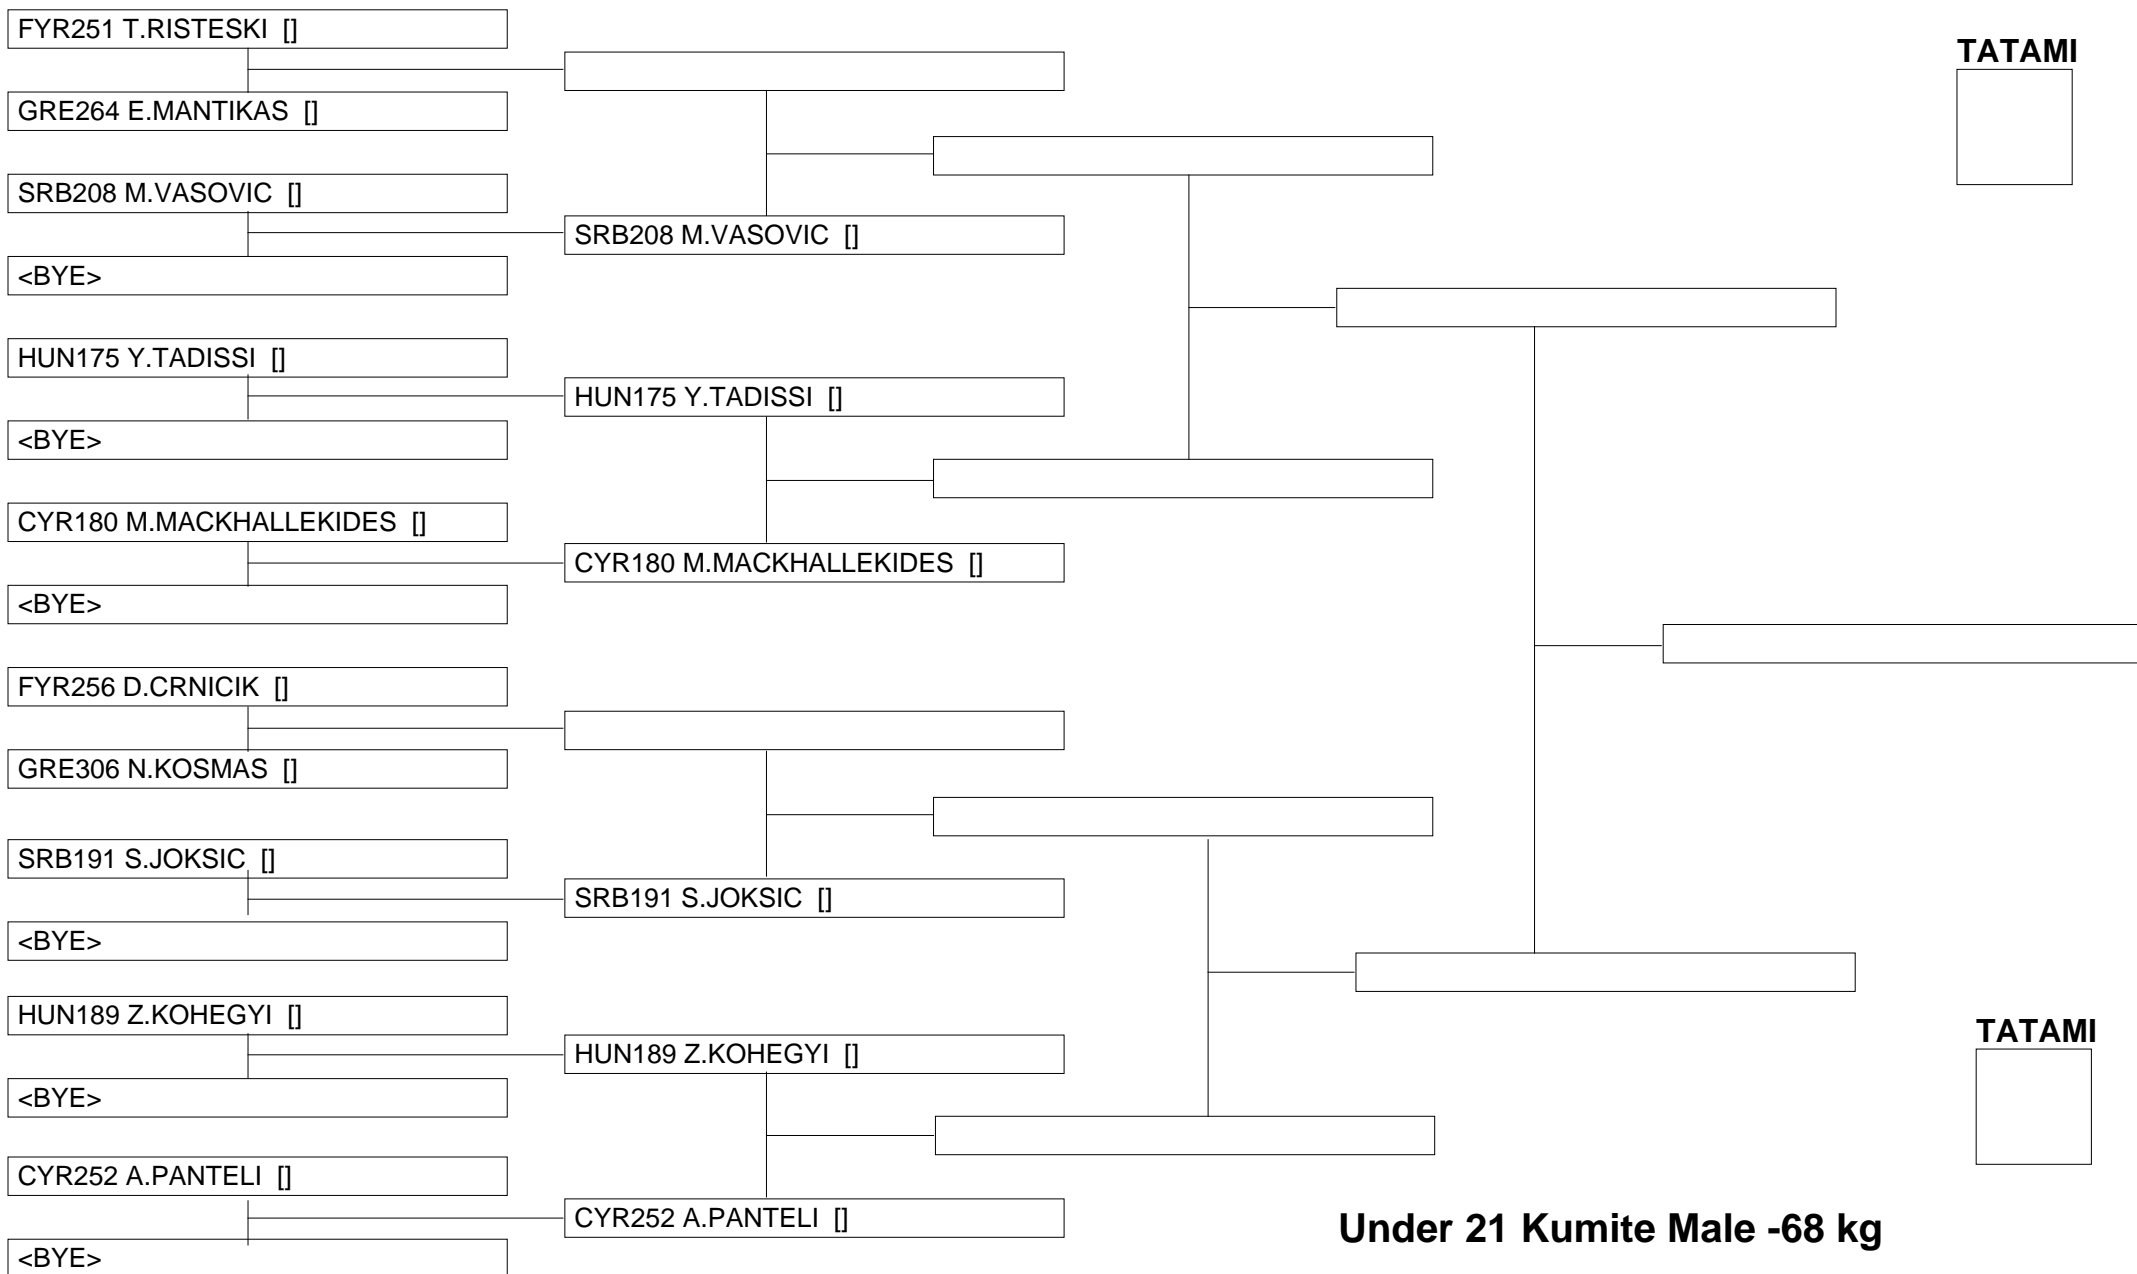 FYR251 T.RISTESKI []
TATAMI
GRE264 E.MANTIKAS []
SRB208 M.VASOVIC []
SRB208 M.VASOVIC []
<BYE>
HUN175 Y.TADISSI []
HUN175 Y.TADISSI []
<BYE>
CYR180 M.MACKHALLEKIDES []
CYR180 M.MACKHALLEKIDES []
<BYE>
FYR256 D.CRNICIK []
GRE306 N.KOSMAS []
SRB191 S.JOKSIC []
SRB191 S.JOKSIC []
<BYE>
HUN189 Z.KOHEGYI []
TATAMI
HUN189 Z.KOHEGYI []
<BYE>
CYR252 A.PANTELI []
CYR252 A.PANTELI []
Under 21 Kumite Male -68 kg
<BYE>